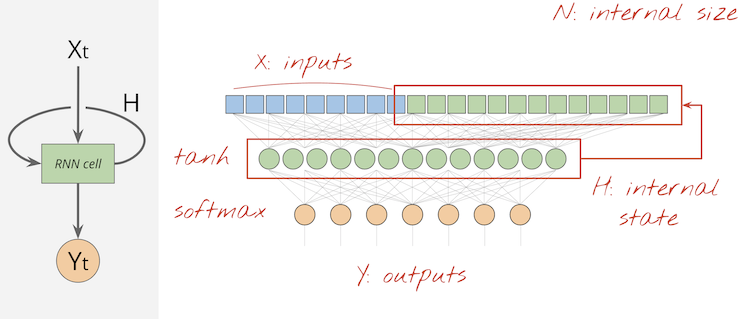 Xt
H
RNN cell
Yt
N: internal size
X: inputs
tanh
softmax
H: internal
state
Y: outputs